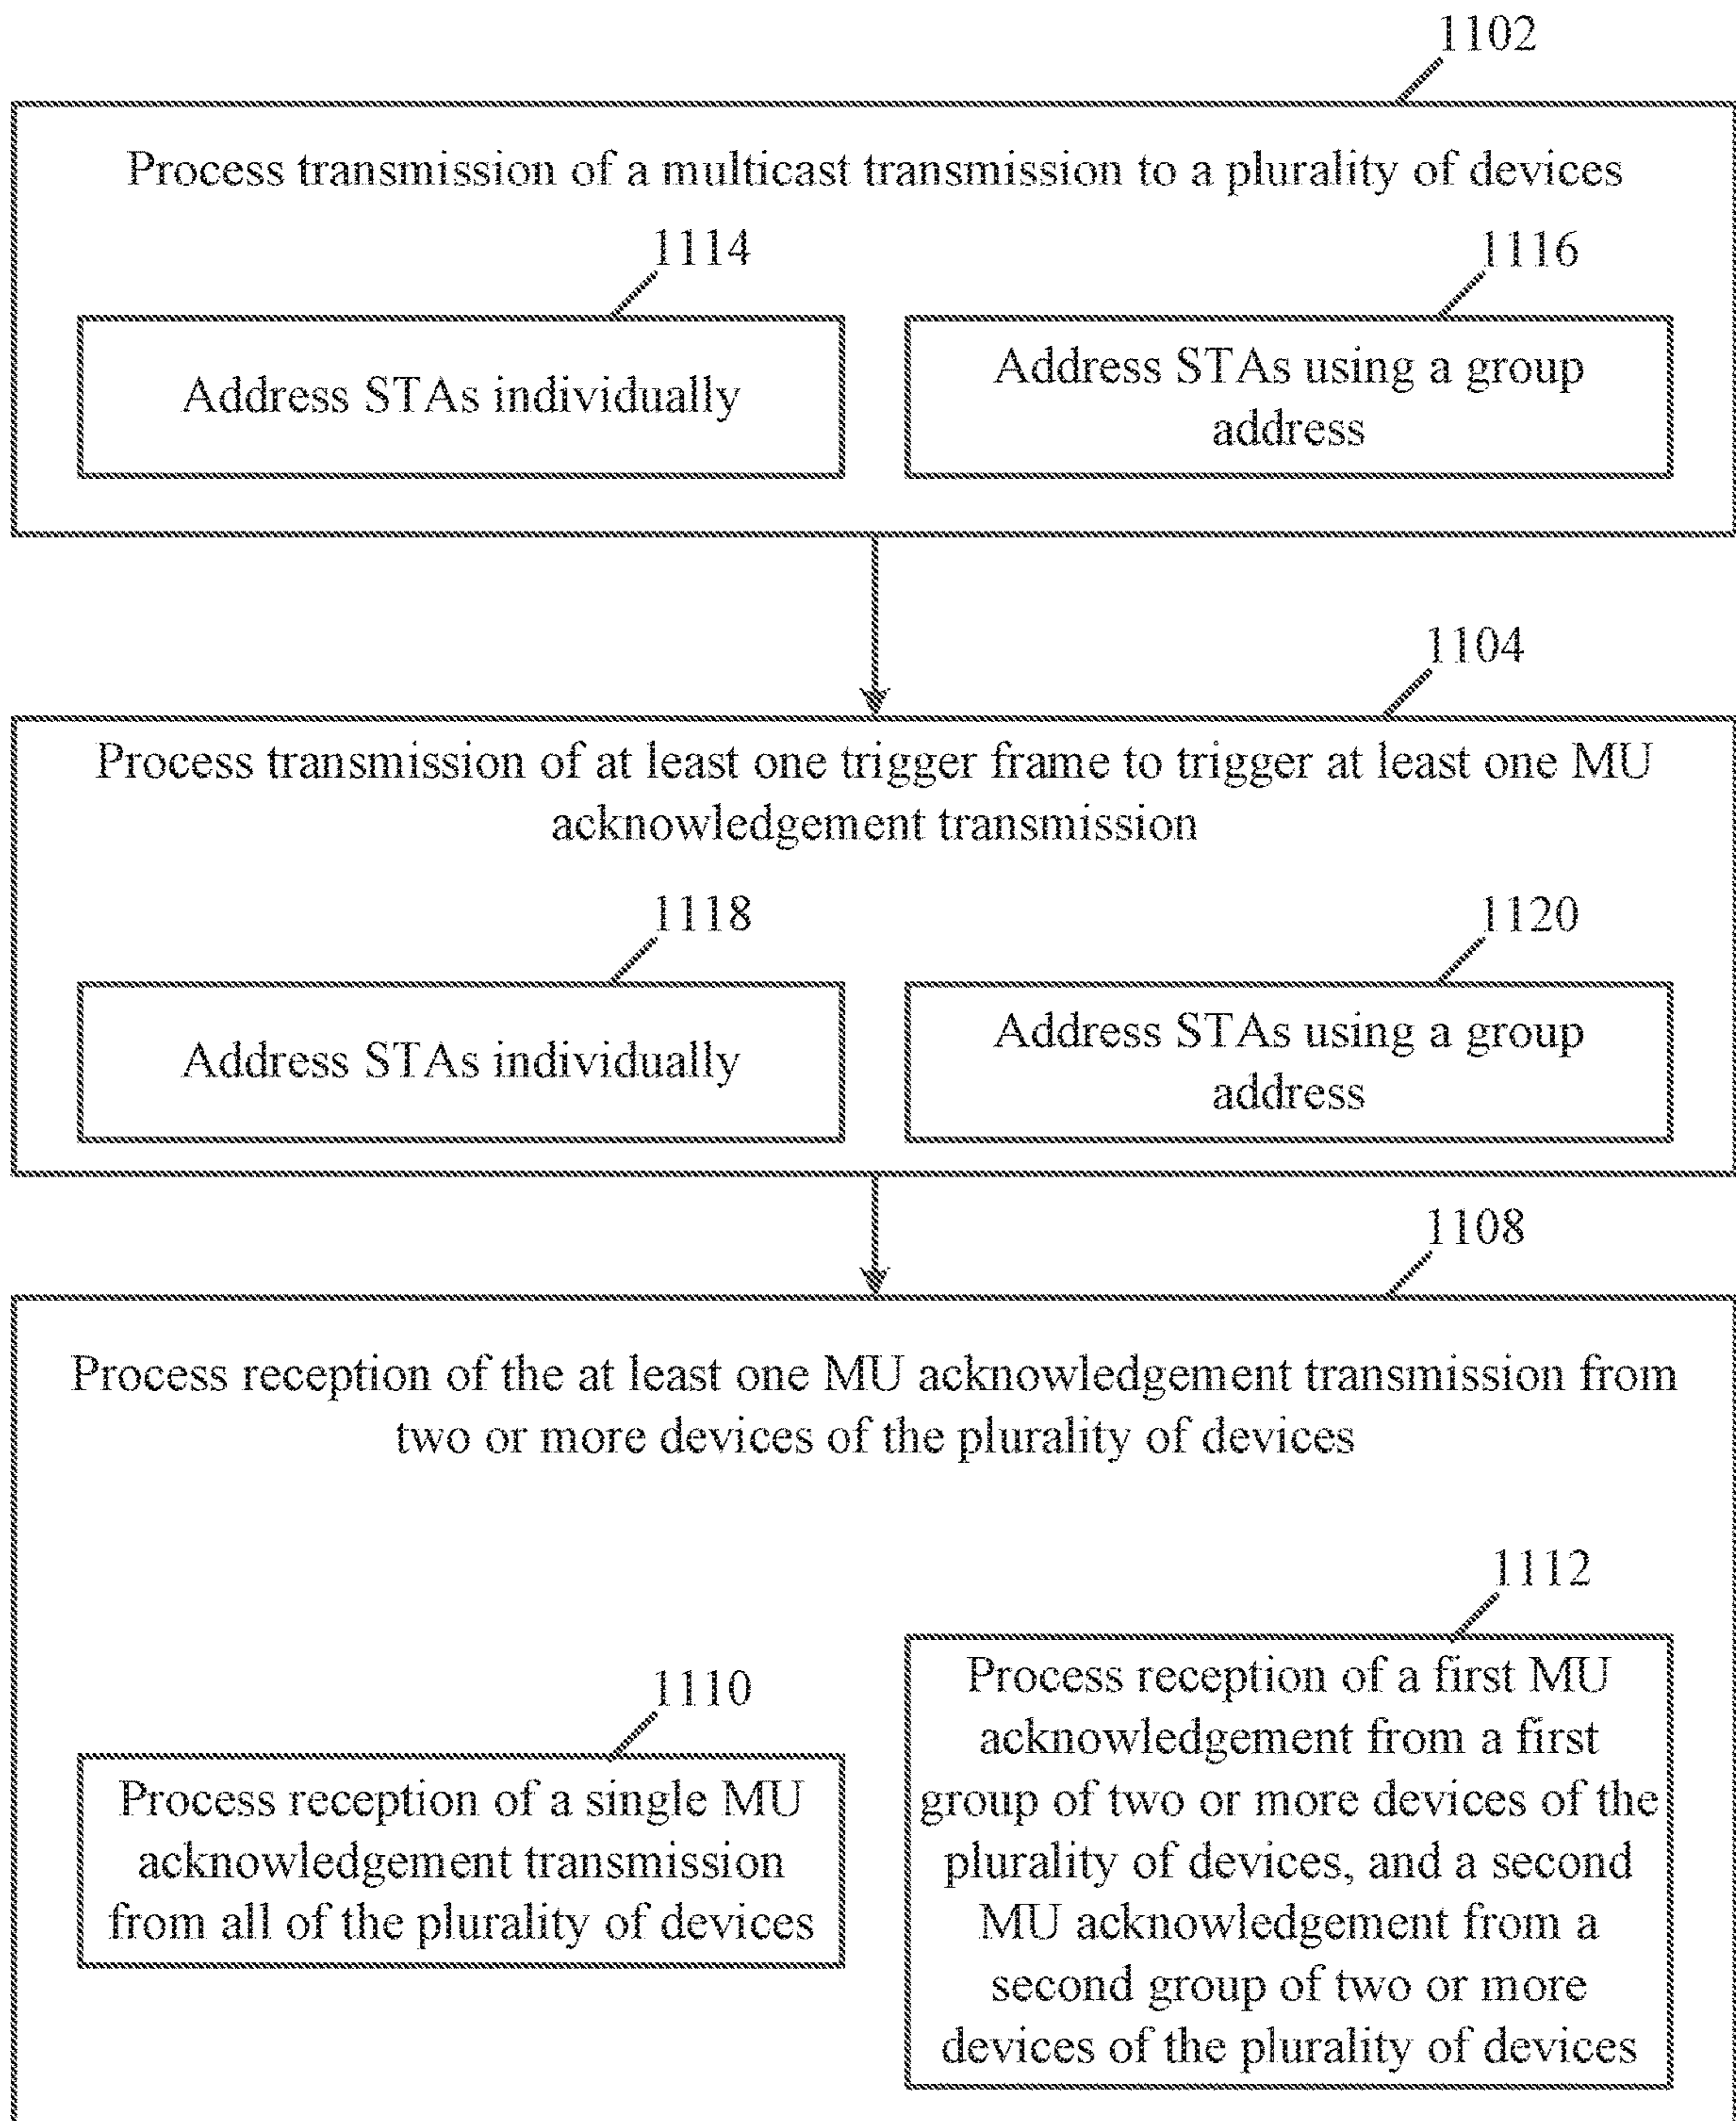 1102
Process transmission of a multicast transmission to a plurality of devices
1114
1116
Address STAs individually
Address STAs using a group
address
1104
Process transmission of at least one trigger frame to trigger at least one MU
acknowledgement transmission
1118
1120
Address STAs individually
Address STAs using a group
address
1108
Process reception of the at least one MU acknowledgement transmission from
two or more devices of the plurality of devices
1110
Process reception of a single MU
acknowledgement transmission
from all of the plurality of devices
1112
Process reception of a first MU
acknowledgement from a first
group of two or more devices of the
plurality of devices, and a second
MU acknowledgement from a
second group of two or more
devices of the plurality of devices